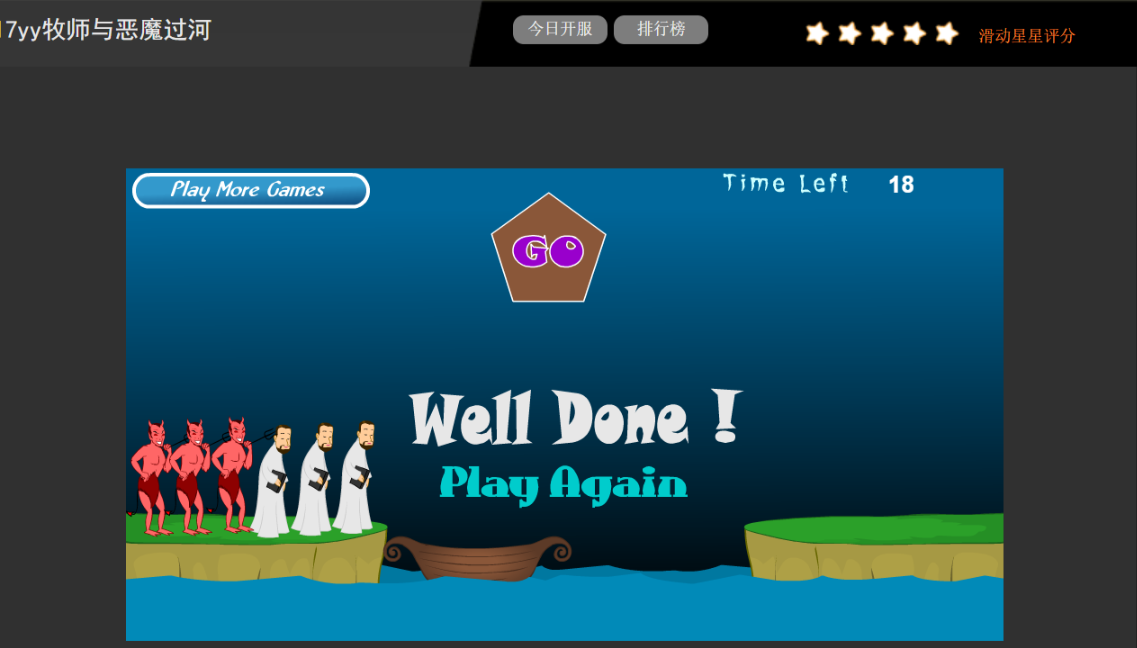 17yy牧师与恶魔过河
今日开服 排行榜
滑动星星评分
Play More Games
Time Left 18
GO
Well Done !
Play Again